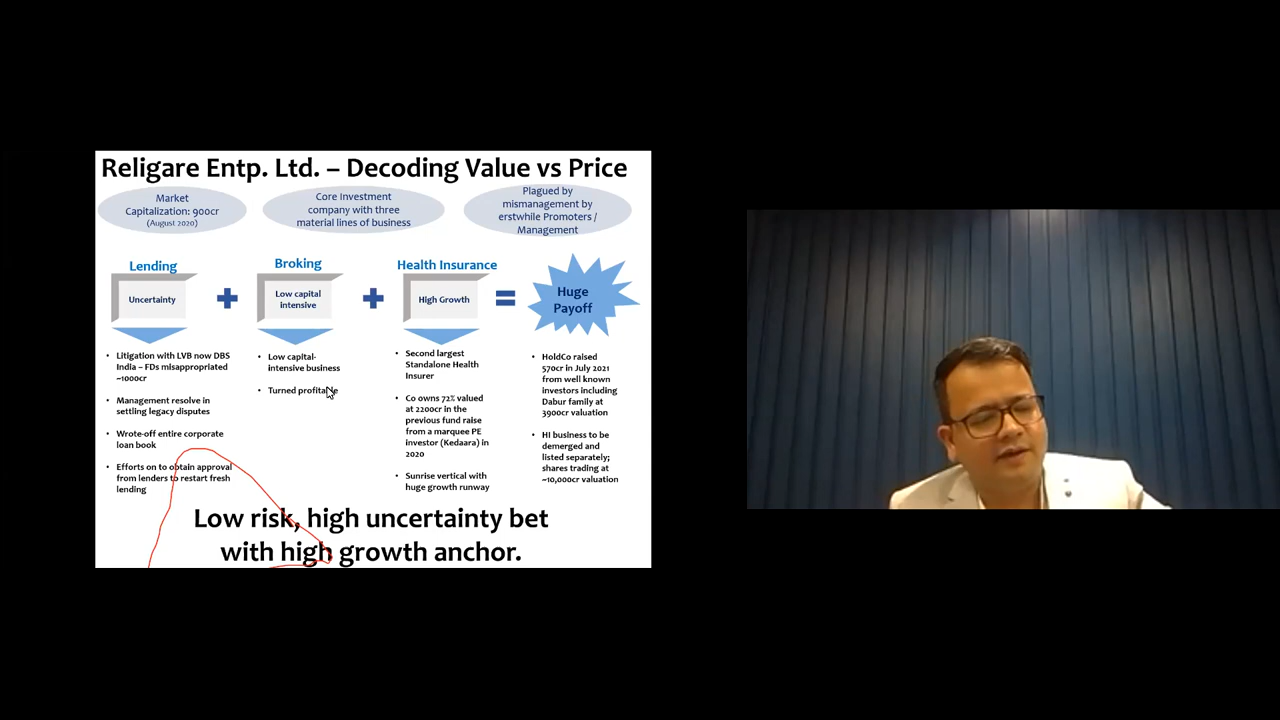 Religare Entp. Ltd. – Decoding Value vs Price
Market
Capitalization: 900cr
(August 2020)
Core Investment
company with three
material lines of business
Plagued by
mismanagement by
erstwhile Promoters /
Management
Lending
Uncertainty
Broking
Low capital
intensive
Health Insurance
High Growth
Huge
Payoff
• Litigation with LVB now DBS
India – FDs misappropriated
~1000cr
• Management resolve in
settling legacy disputes
• Wrote-off entire corporate
loan book
• Efforts on to obtain approval
from lenders to restart fresh
lending
• Low capital-
intensive business
• Turned profitable
• Second largest
Standalone Health
Insurer
• Co owns 72% valued
at 2200cr in the
previous fund raise
from a marquee PE
investor (Kedaara) in
2020
• Sunrise vertical with
huge growth runway
• HoldCo raised
570cr in July 2021
from well known
investors including
Dabur family at
3900cr valuation
• HI business to be
demerged and
listed separately;
shares trading at
~10,000cr valuation
Low risk, high uncertainty bet
with high growth anchor.